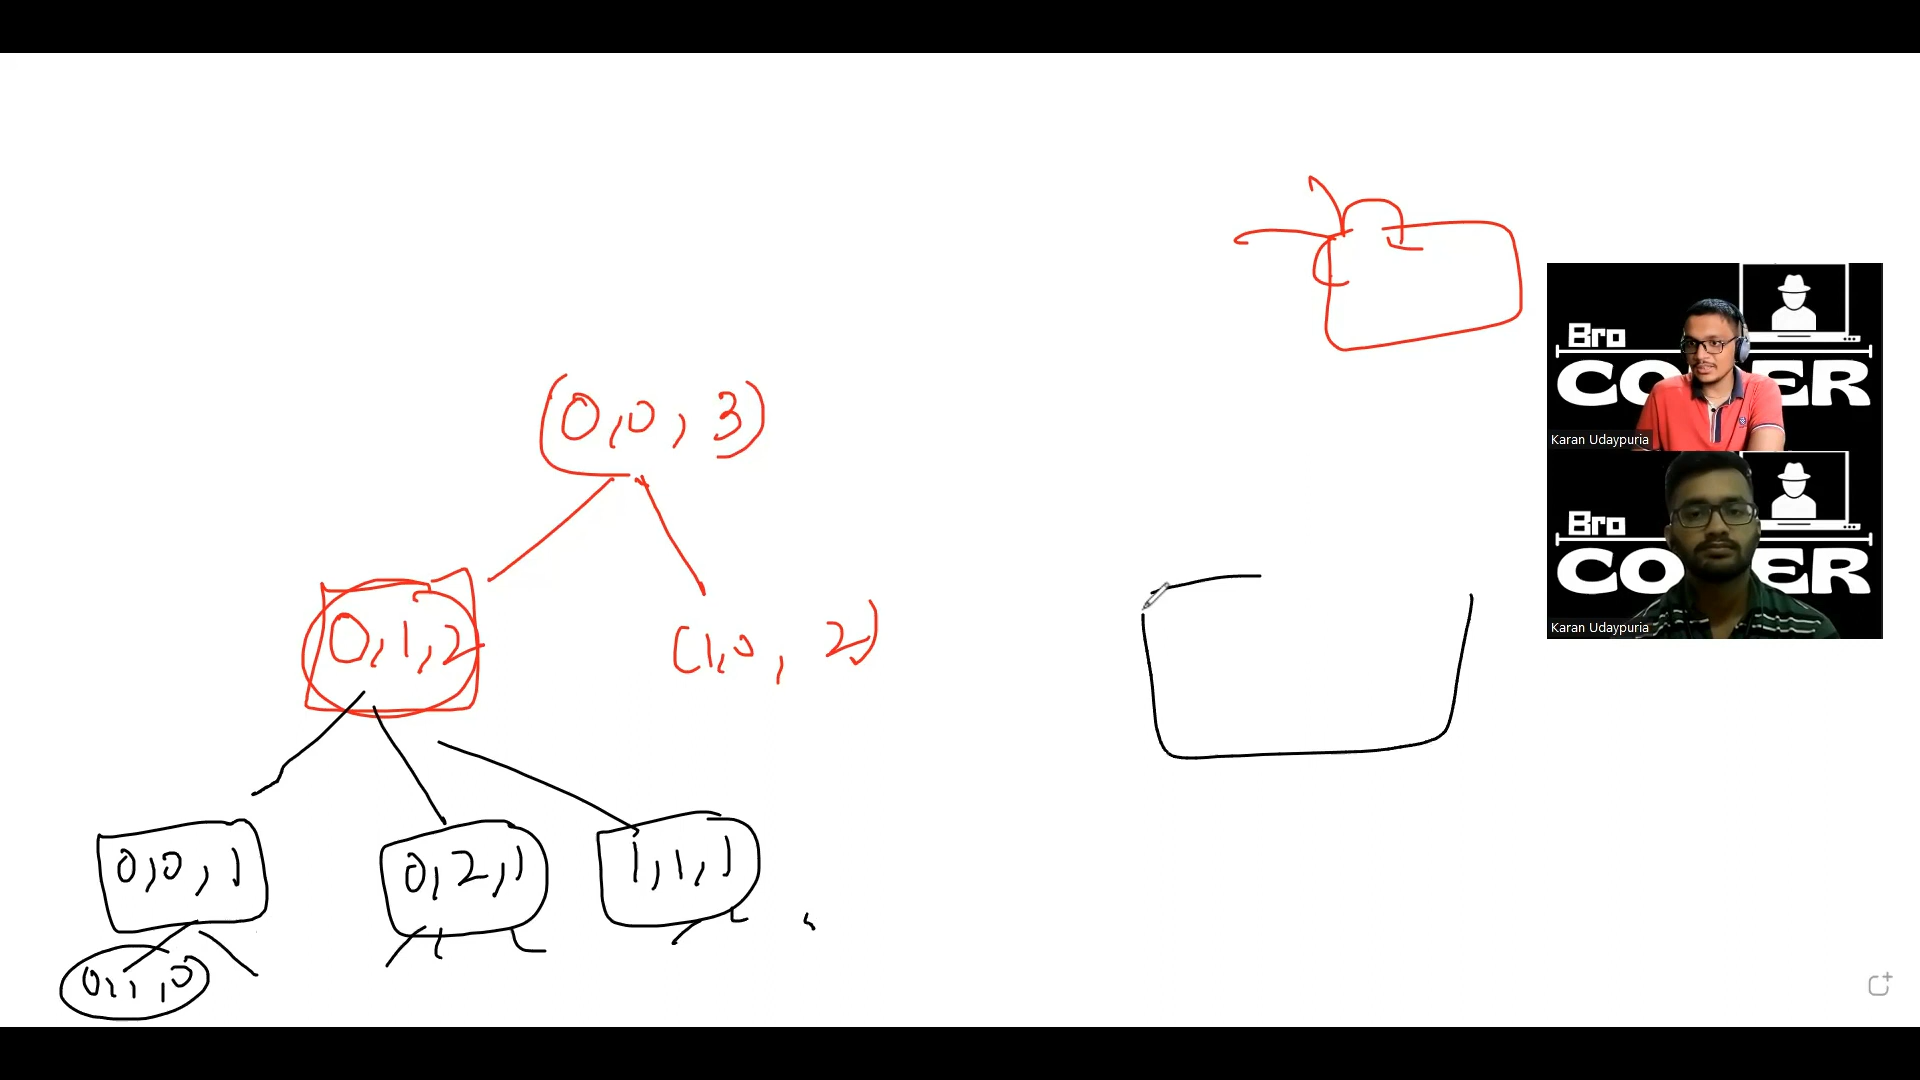 (0,0,3)
0,1,2
(1,0,2)
0,0,1
0,2,1
1,1,1
0,1,0
Bro
CODER
Karan Udaypuria
Bro
CODER
Karan Udaypuria